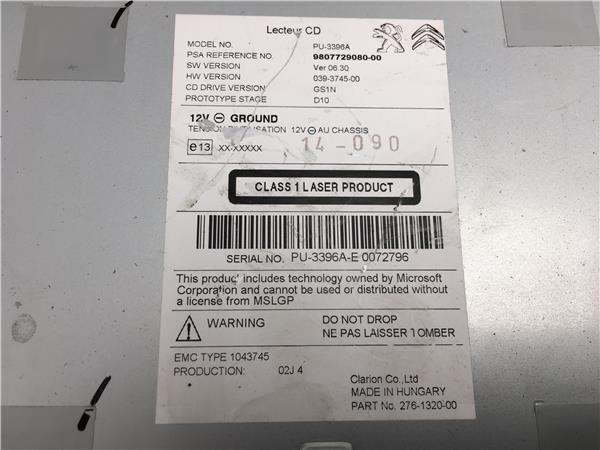 Lecteur CD
MODEL NO. PU-3396A
PSA REFERENCE NO. 9807729080-00
SW VERSION Ver 06.30
HW VERSION 039-3745-00
CD DRIVE VERSION GS1N
PROTOTYPE STAGE D10
12V ⊖ GROUND
TENSION D'UTILISATION 12V ⊖ AU CHASSIS
e13 xx-xxxxx 14-090
CLASS 1 LASER PRODUCT
SERIAL NO. PU-3396A-E 0072796
This product includes technology owned by Microsoft
Corporation and cannot be used or distributed without
a license from MSLGP
WARNING DO NOT DROP
NE PAS LAISSER TOMBER
EMC TYPE 1043745
PRODUCTION: 02J 4
Clarion Co.,Ltd
MADE IN HUNGARY
PART No. 276-1320-00